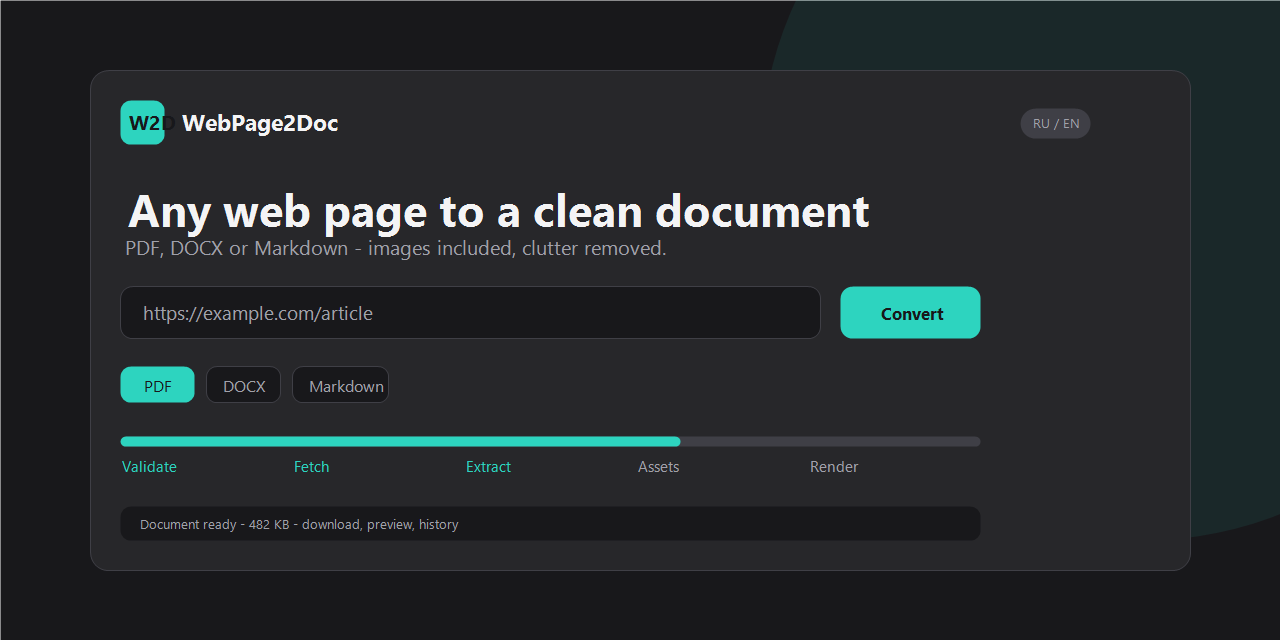 W2D WebPage2Doc
RU / EN
Any web page to a clean document
PDF, DOCX or Markdown - images included, clutter removed.
https://example.com/article
Convert
PDF
DOCX
Markdown
Validate
Fetch
Extract
Assets
Render
Document ready - 482 KB - download, preview, history